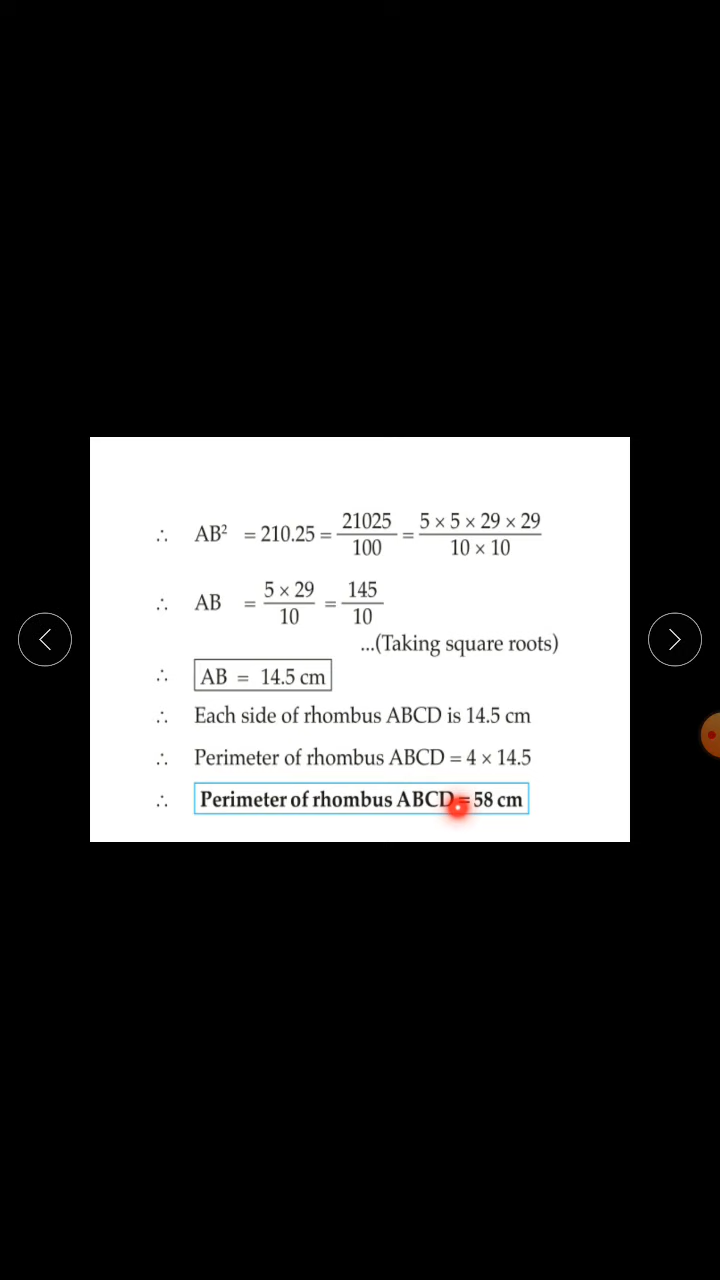 ∴ AB² = 210.25 = 21025/100 = 5 × 5 × 29 × 29/10 × 10
∴ AB = 5 × 29/10 = 145/10
...(Taking square roots)
∴ AB = 14.5 cm
∴ Each side of rhombus ABCD is 14.5 cm
∴ Perimeter of rhombus ABCD = 4 × 14.5
∴ Perimeter of rhombus ABCD = 58 cm